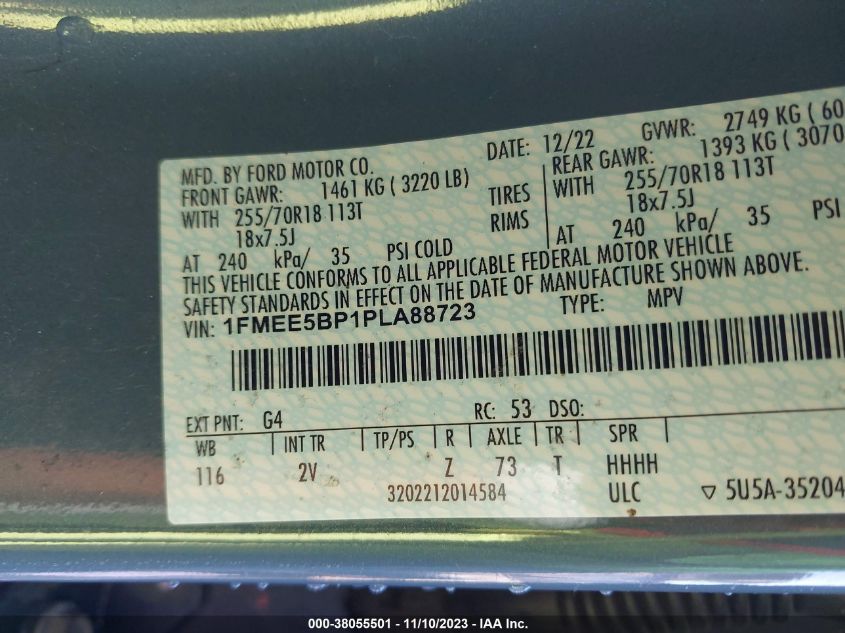 MFD. BY FORD MOTOR CO. DATE: 12/22 GVWR: 2749 KG ( 60
FRONT GAWR: 1461 KG ( 3220 LB) REAR GAWR: 1393 KG ( 3070
WITH 255/70R18 113T TIRES WITH 255/70R18 113T
18x7.5J RIMS 18x7.5J
AT 240 kPa/ 35 PSI COLD AT 240 kPa/ 35 PSI
THIS VEHICLE CONFORMS TO ALL APPLICABLE FEDERAL MOTOR VEHICLE
SAFETY STANDARDS IN EFFECT ON THE DATE OF MANUFACTURE SHOWN ABOVE.
VIN: 1FMEE5BP1PLA88723 TYPE: MPV
EXT PNT: G4 RC: 53 DSO:
WB INT TR TP/PS R AXLE TR SPR
116 2V Z 73 T HHHH
3202212014584 ULC ▽ 5U5A-35204
000-38055501 - 11/10/2023 - IAA Inc.